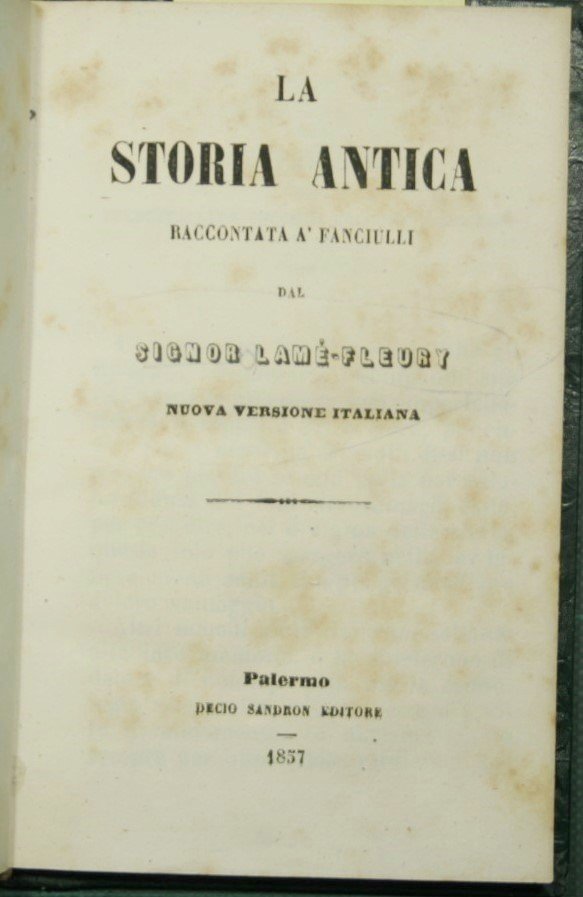 LA
STORIA ANTICA
RACCONTATA A' FANCIULLI
DAL
SIGNOR LAMÉ-FLEURY
NUOVA VERSIONE ITALIANA
Palermo
DECIO SANDRON EDITORE
1857